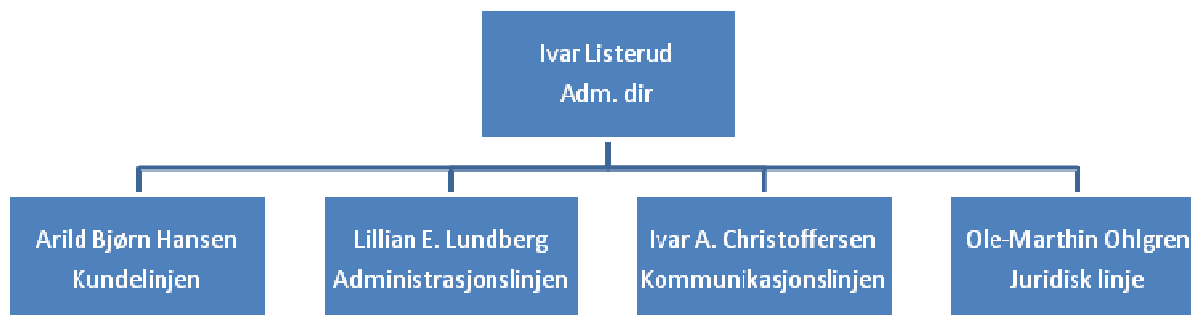 Ivar Listerud
Adm. dir
Arild Bjørn Hansen
Kundelinjen
Lillian E. Lundberg
Administrasjonslinjen
Ivar A. Christoffersen
Kommunikasjonslinjen
Ole-Marthin Ohlgren
Juridisk linje